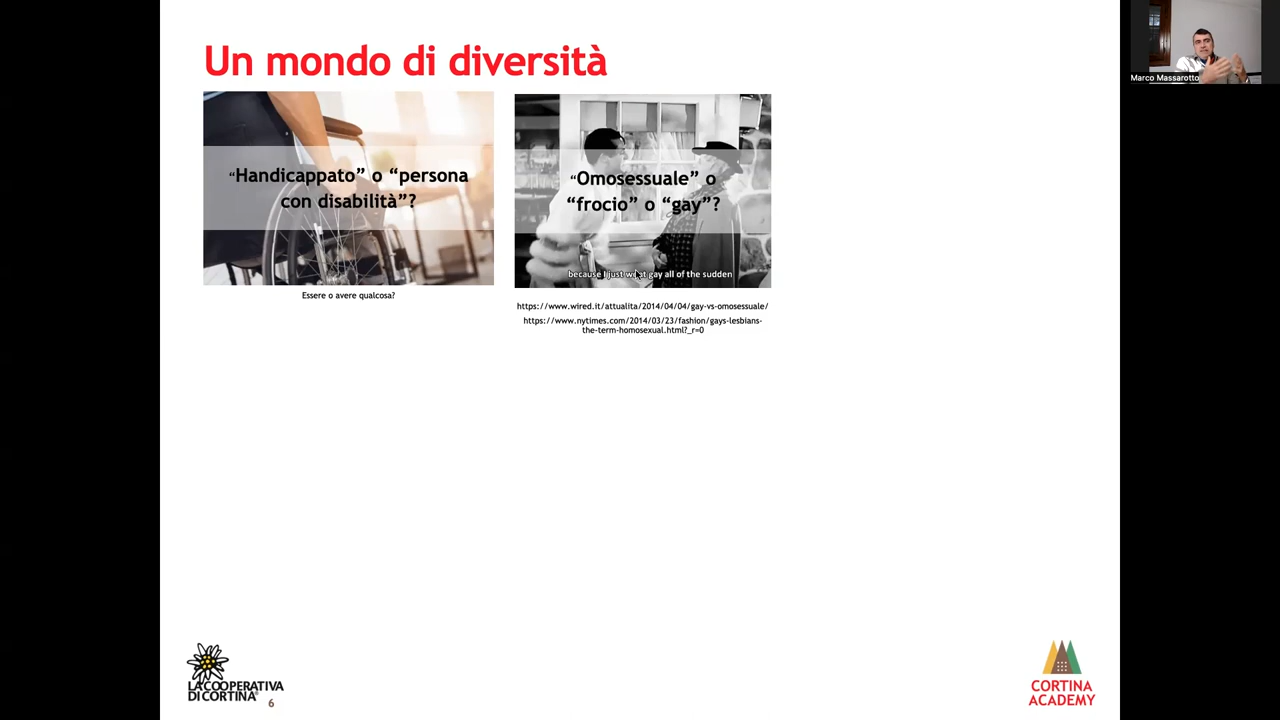 Un mondo di diversità
“Handicappato” o “persona
con disabilità”?
Essere o avere qualcosa?
“Omosessuale” o
“frocio” o “gay”?
because I just went gay all of the sudden
https://www.wired.it/attualita/2014/04/04/gay-vs-omosessuale/
https://www.nytimes.com/2014/03/23/fashion/gays-lesbians-
the-term-homosexual.html?_r=0
Marco Massarotto
LA COOPERATIVA
DI CORTINA®
6
CORTINA
ACADEMY